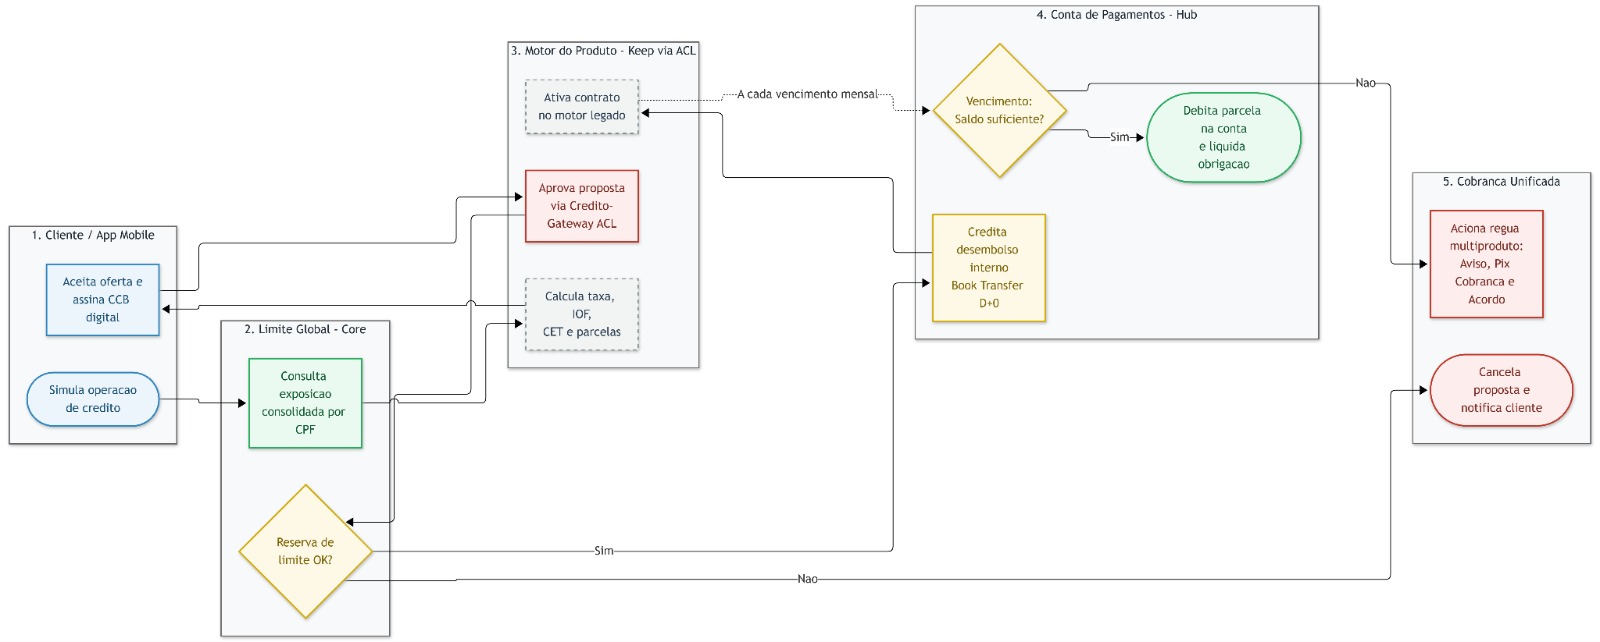 1. Cliente / App Mobile
Aceita oferta e
assina CCB
digital
Simula operacao
de credito
2. Limite Global - Core
Consulta
exposicao
consolidada por
CPF
Reserva de
limite OK?
3. Motor do Produto - Keep via ACL
Ativa contrato
no motor legado
Aprova proposta
via Credito-
Gateway ACL
Calcula taxa,
IOF,
CET e parcelas
A cada vencimento mensal
4. Conta de Pagamentos - Hub
Vencimento:
Saldo suficiente?
Sim
Debita parcela
na conta
e liquida
obrigacao
Nao
Credita
desembolso
interno
Book Transfer
D+0
Sim
Nao
5. Cobranca Unificada
Aciona regua
multiproduto:
Aviso, Pix
Cobranca e
Acordo
Cancela
proposta e
notifica cliente